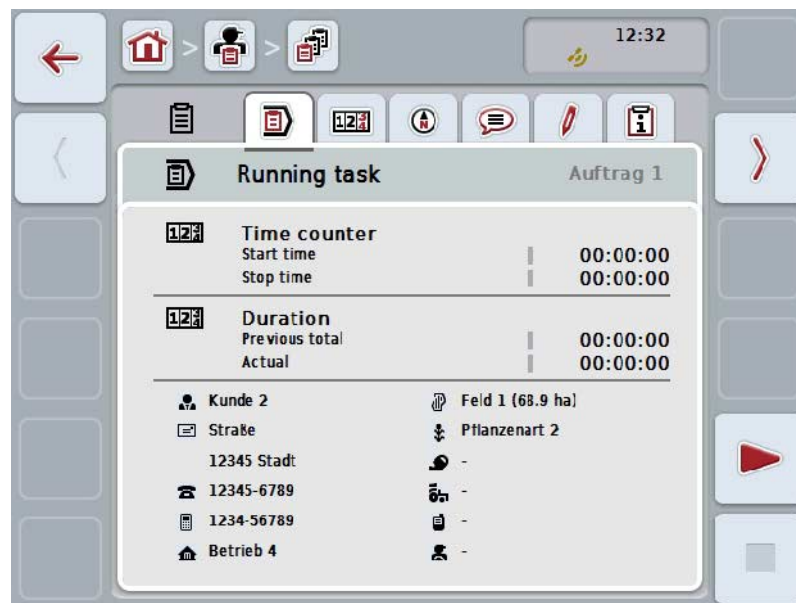 12:32
Running task Auftrag 1
Time counter
Start time 00:00:00
Stop time 00:00:00
Duration
Previous total 00:00:00
Actual 00:00:00
Kunde 2 Feld 1 (68.9 ha)
Straße Pflanzenart 2
12345 Stadt -
12345-6789 -
1234-56789 -
Betrieb 4 -